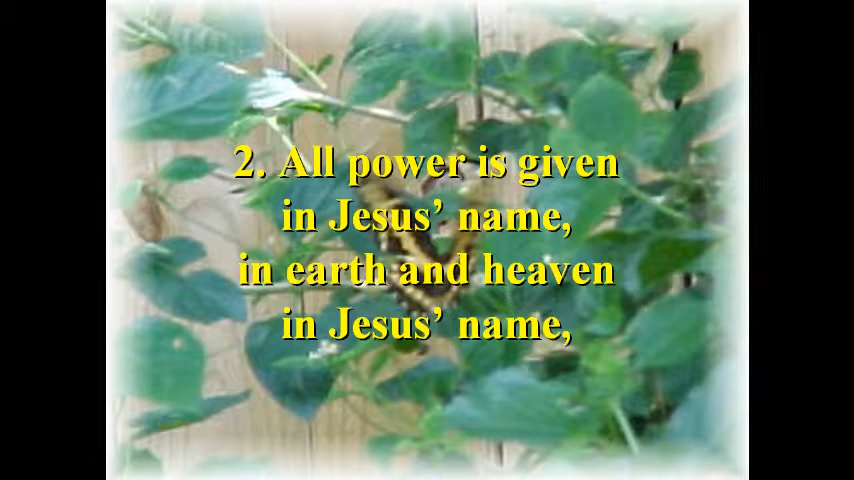 2. All power is given
in Jesus’ name,
in earth and heaven
in Jesus’ name,